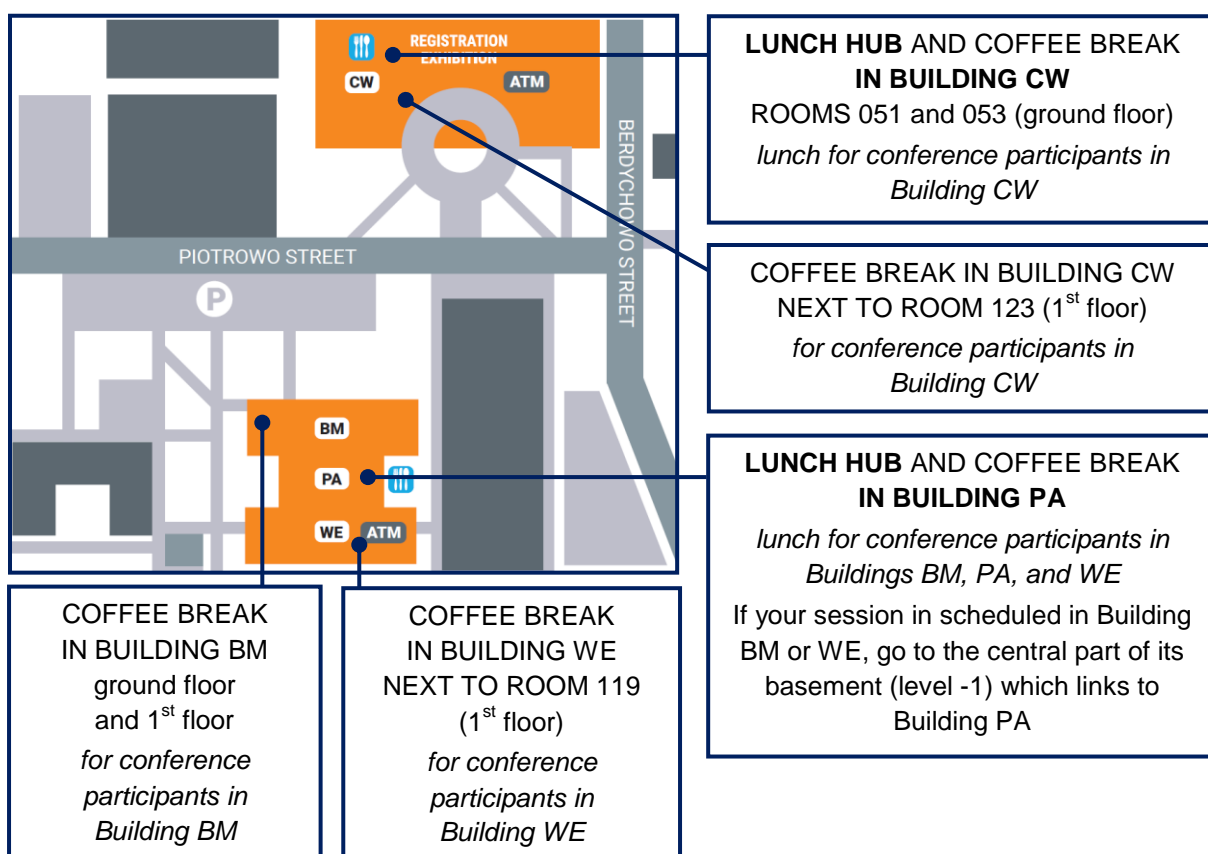 REGISTRATION
EXHIBITION
CW
ATM
BERDYCHOWO STREET
PIOTROWO STREET
P
BM
PA
WE
ATM
LUNCH HUB AND COFFEE BREAK
IN BUILDING CW
ROOMS 051 and 053 (ground floor)
lunch for conference participants in
Building CW
COFFEE BREAK IN BUILDING CW
NEXT TO ROOM 123 (1st floor)
for conference participants in
Building CW
LUNCH HUB AND COFFEE BREAK
IN BUILDING PA
lunch for conference participants in
Buildings BM, PA, and WE
If your session in scheduled in Building
BM or WE, go to the central part of its
basement (level -1) which links to
Building PA
COFFEE BREAK
IN BUILDING BM
ground floor
and 1st floor
for conference
participants in
Building BM
COFFEE BREAK
IN BUILDING WE
NEXT TO ROOM 119
(1st floor)
for conference
participants in
Building WE